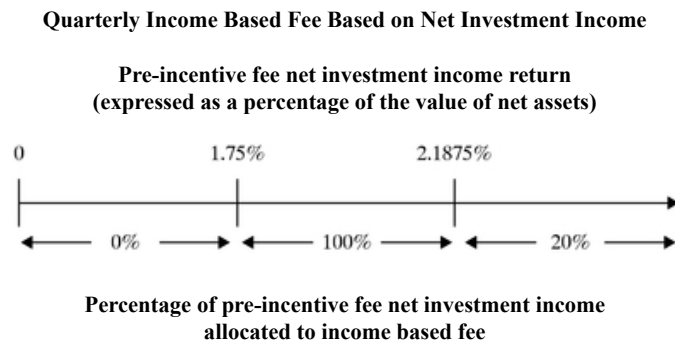 Quarterly Income Based Fee Based on Net Investment Income
Pre-incentive fee net investment income return
(expressed as a percentage of the value of net assets)
0 1.75% 2.1875%
0% 100% 20%
Percentage of pre-incentive fee net investment income
allocated to income based fee